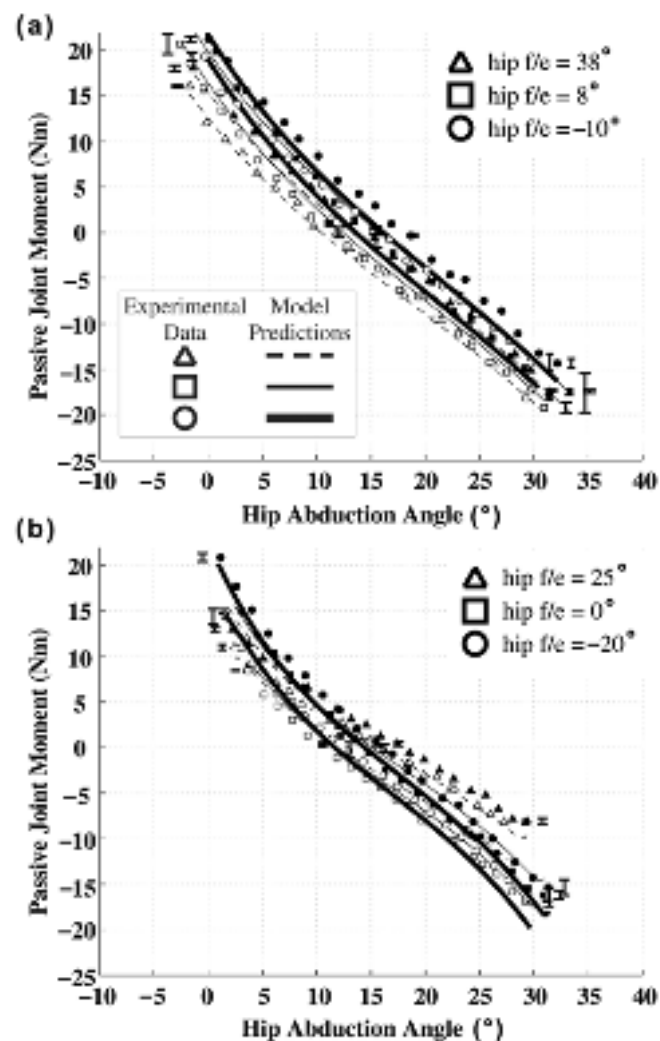 (a)
20
15
10
5
0
−5
−10
−15
−20
−25
Passive Joint Moment (Nm)
hip f/e = 38°
hip f/e = 8°
hip f/e = −10°
Experimental Model
Data Predictions
−10 −5 0 5 10 15 20 25 30 35 40
Hip Abduction Angle (°)
(b)
20
15
10
5
0
−5
−10
−15
−20
−25
Passive Joint Moment (Nm)
hip f/e = 25°
hip f/e = 0°
hip f/e = −20°
−10 −5 0 5 10 15 20 25 30 35 40
Hip Abduction Angle (°)